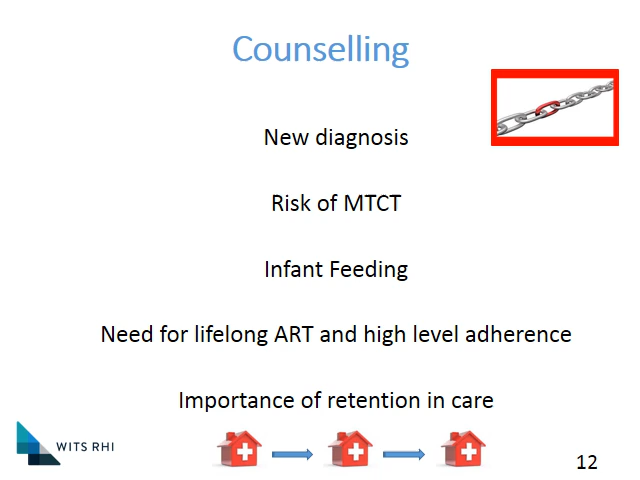 Counselling
New diagnosis
Risk of MTCT
Infant Feeding
Need for lifelong ART and high level adherence
Importance of retention in care
WITS RHI
12